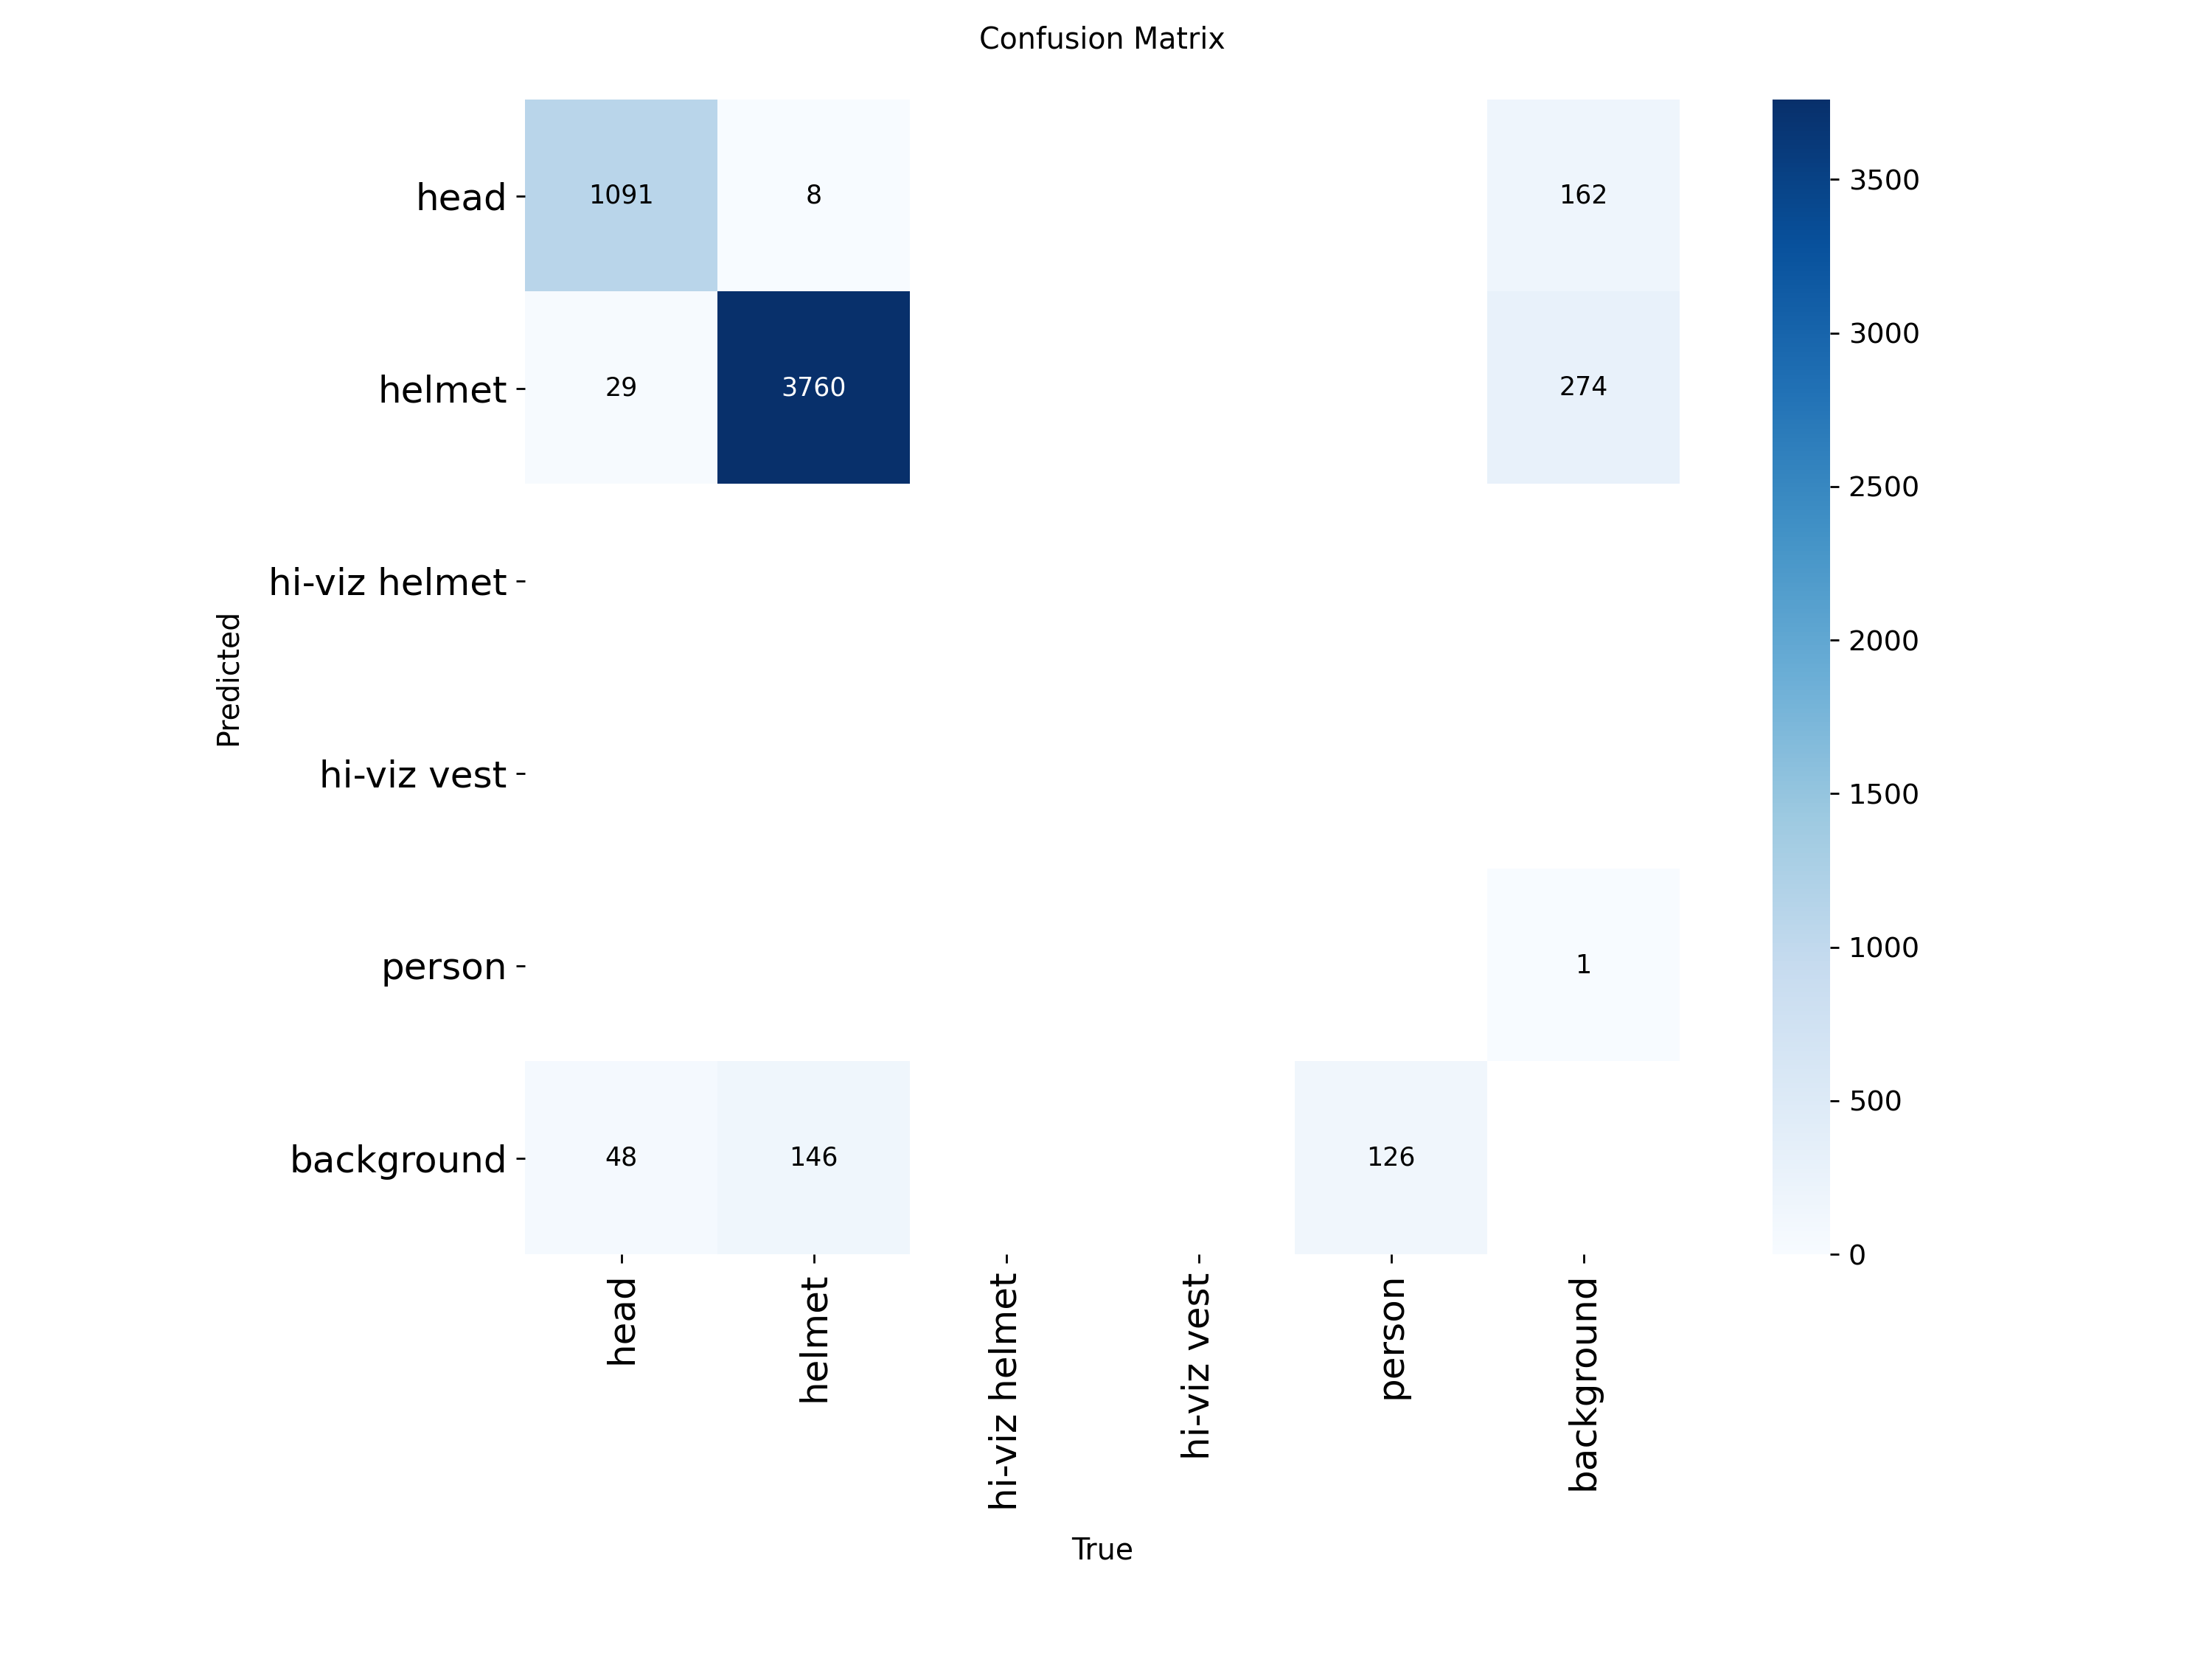 Confusion Matrix
head
1091
8
162
3500
3000
helmet
29
3760
274
2500
hi-viz helmet
2000
Predicted
hi-viz vest
1500
person
1
1000
500
background
48
146
126
0
head
helmet
hi-viz helmet
hi-viz vest
person
background
True